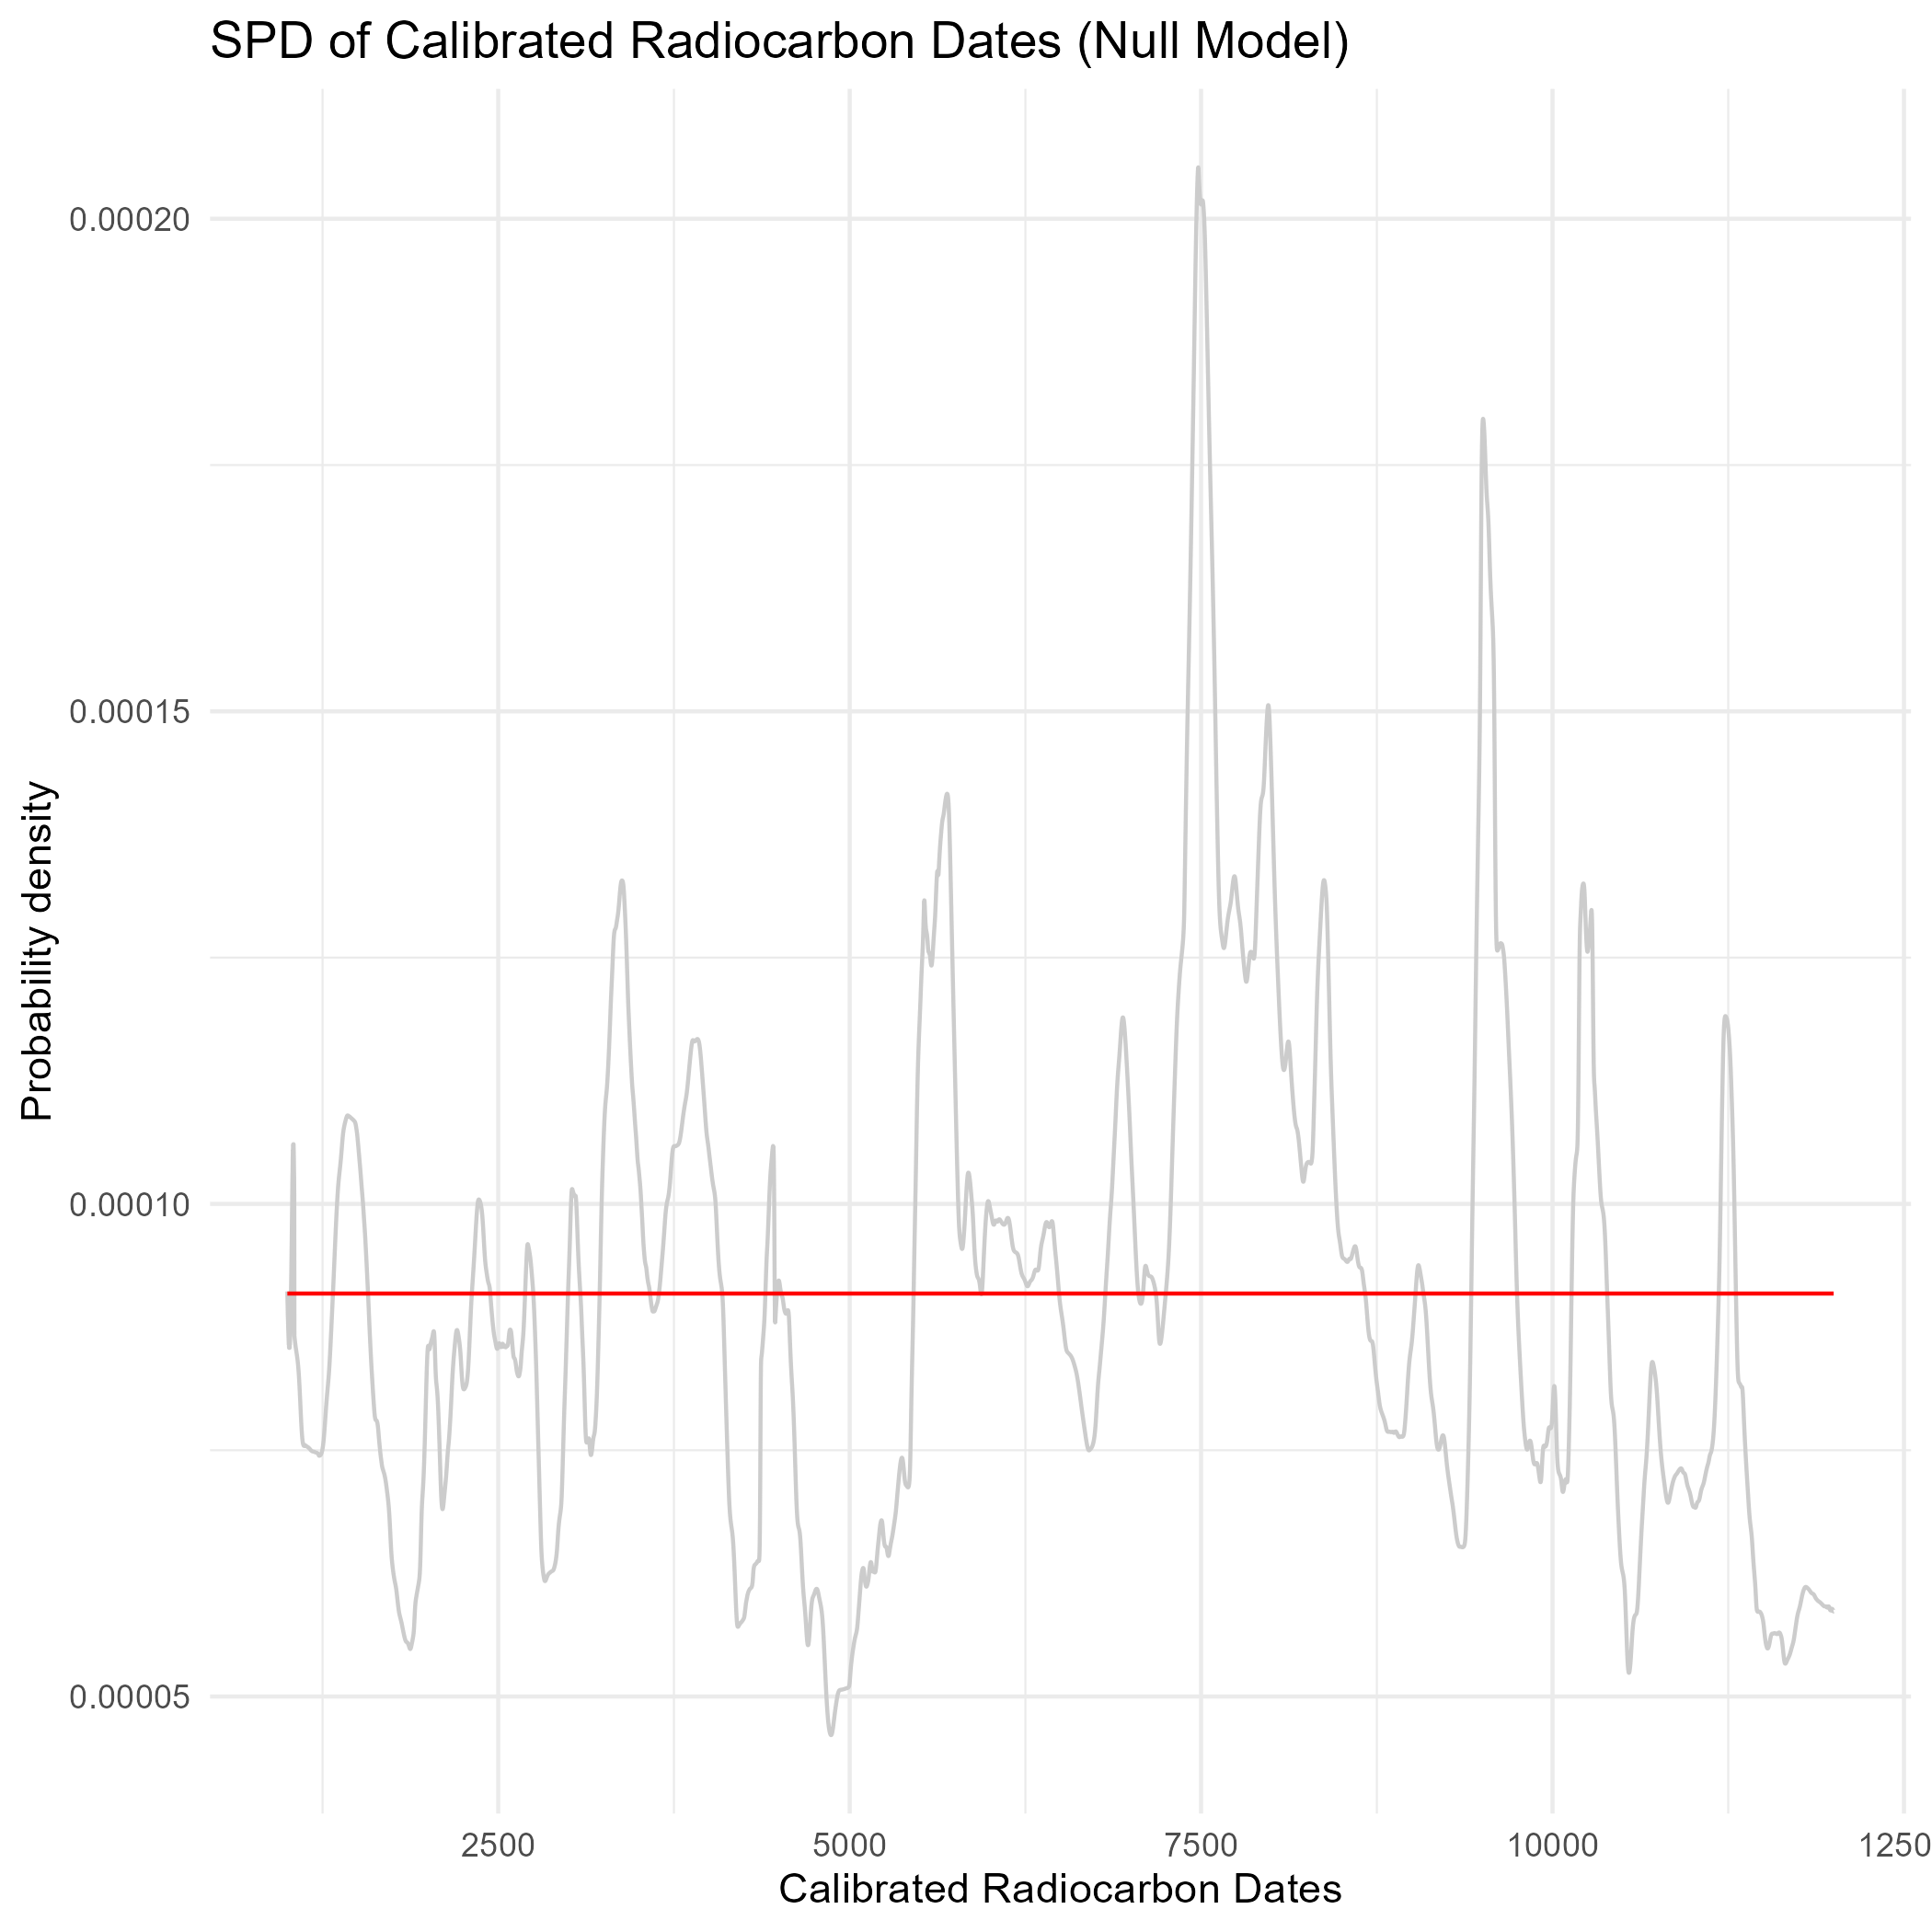 SPD of Calibrated Radiocarbon Dates (Null Model)
0.00020
0.00015
0.00010
0.00005
Probability density
2500 5000 7500 10000 1250
Calibrated Radiocarbon Dates